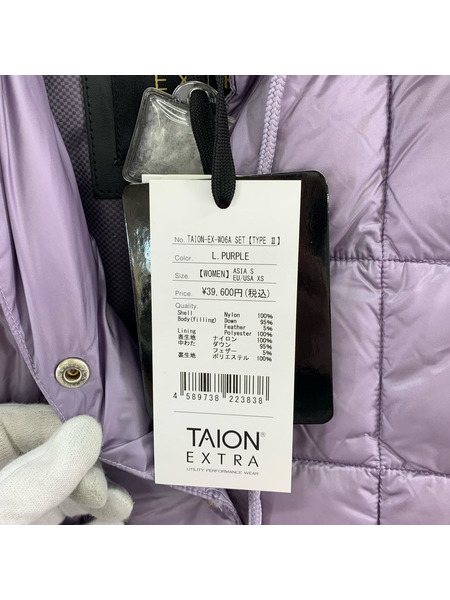 No. TAION-EX-W06A SET【TYPE Ⅱ】
Color. L. PURPLE
Size. 【WOMEN】 ASIA S
EU/USA XS
Price. ¥39,600円(税込)
Quality.
Shell Nylon 100%
Body(filling) Down 95%
Feather 5%
Lining Polyester 100%
表生地 ナイロン 100%
中わた ダウン 95%
フェザー 5%
裏生地 ポリエステル 100%
4 589738 223838
TAION®
EXTRA
UTILITY PERFORMANCE WEAR